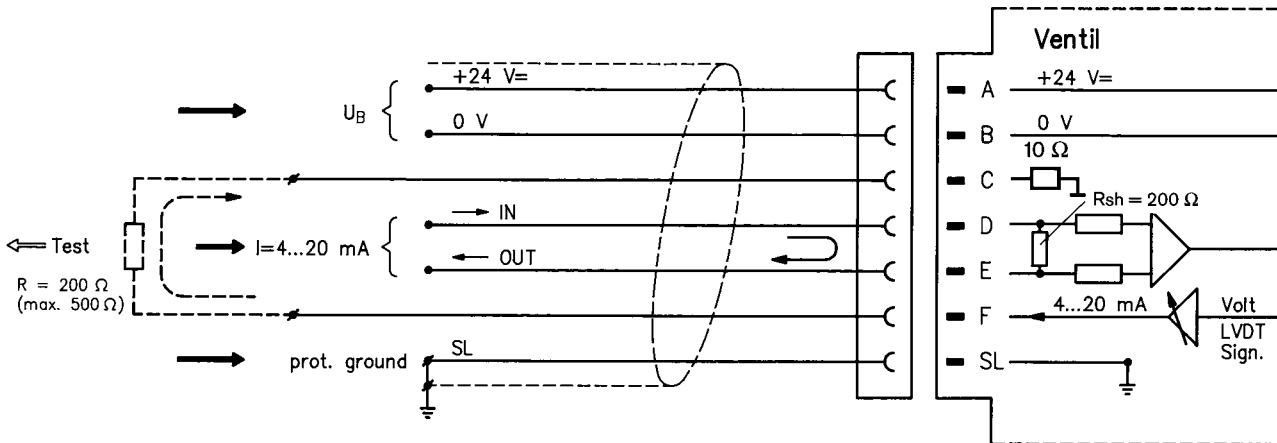 Ventil
+24 V=
A
+24 V=
U_B
0 V
B
0 V
10 Ω
C
Rsh = 200 Ω
IN
D
Test
I=4...20 mA
OUT
E
R = 200 Ω
(max. 500 Ω)
4...20 mA
F
Volt
LVDT
Sign.
prot. ground
SL
SL